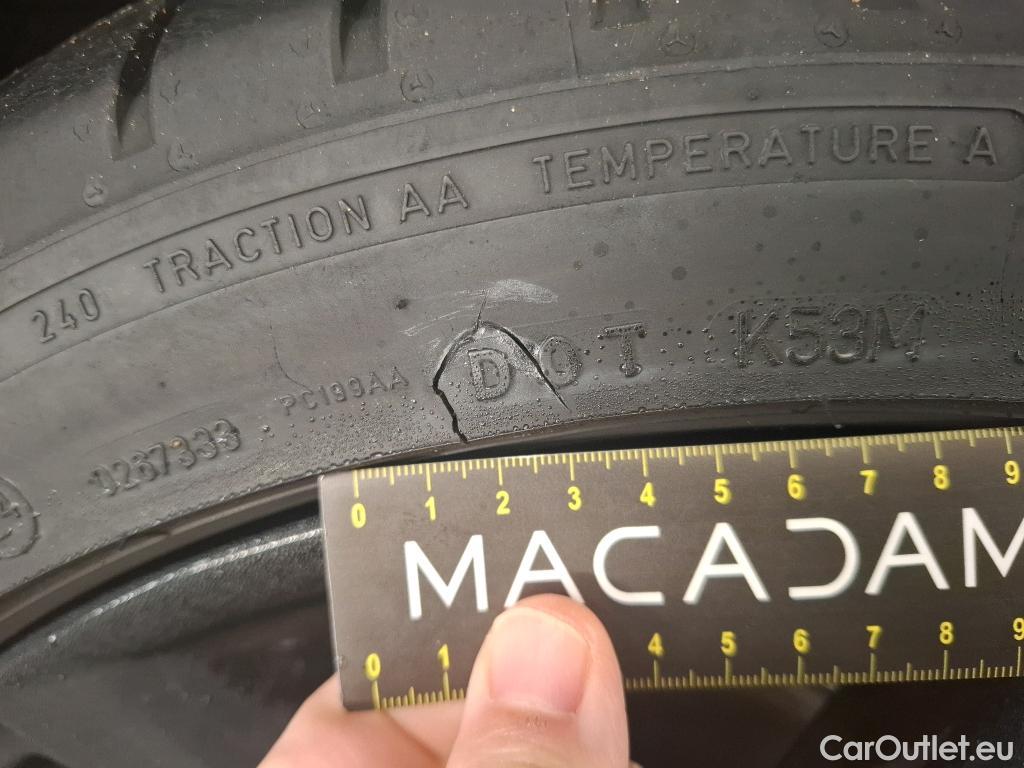 240 TRACTION AA TEMPERATURE A
DOT K53M
PC199AA
0267333
0 1 2 3 4 5 6 7 8 9
MACADAM
0 1 4 5 6 7 8 9
CarOutlet.eu